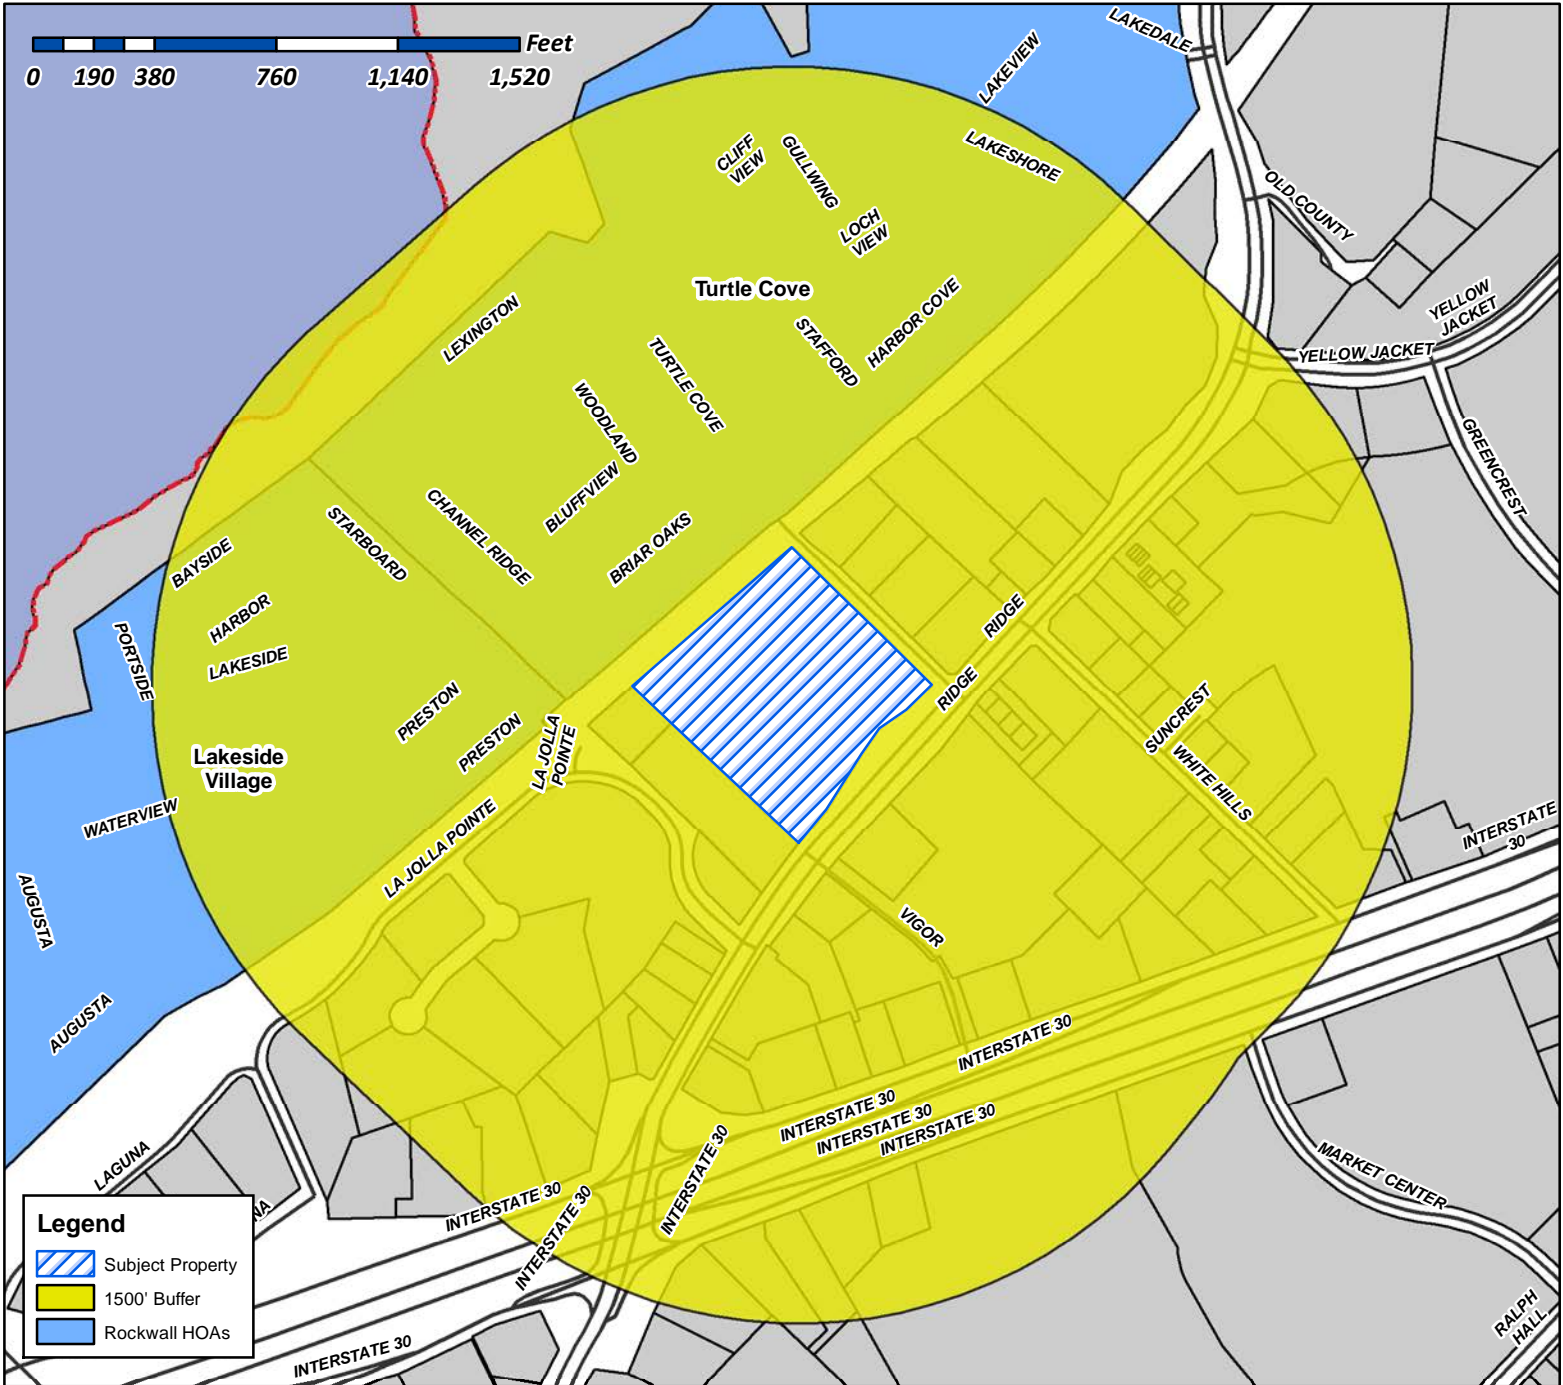 Feet
0 190 380 760 1,140 1,520
LAKEDALE
LAKEVIEW
LAKESHORE
CLIFF
VIEW
GULLWING
LOCH
VIEW
OLD COUNTY
Turtle Cove
HARBOR COVE
STAFFORD
LEXINGTON
TURTLE COVE
WOODLAND
BLUFFVIEW
YELLOW
JACKET
YELLOW JACKET
GREENCREST
CHANNEL RIDGE
STARBOARD
BRIAR OAKS
BAYSIDE
HARBOR
LAKESIDE
PORTSIDE
RIDGE
RIDGE
PRESTON
PRESTON
LA JOLLA
POINTE
SUNCREST
WHITE HILLS
Lakeside
Village
WATERVIEW
LA JOLLA POINTE
INTERSTATE
30
AUGUSTA
VIGOR
AUGUSTA
INTERSTATE 30
INTERSTATE 30
INTERSTATE 30
INTERSTATE 30
INTERSTATE 30
LAGUNA
MARKET CENTER
INTERSTATE 30
INTERSTATE 30
NA
RALPH
HALL
INTERSTATE 30
Legend
Subject Property
1500' Buffer
Rockwall HOAs